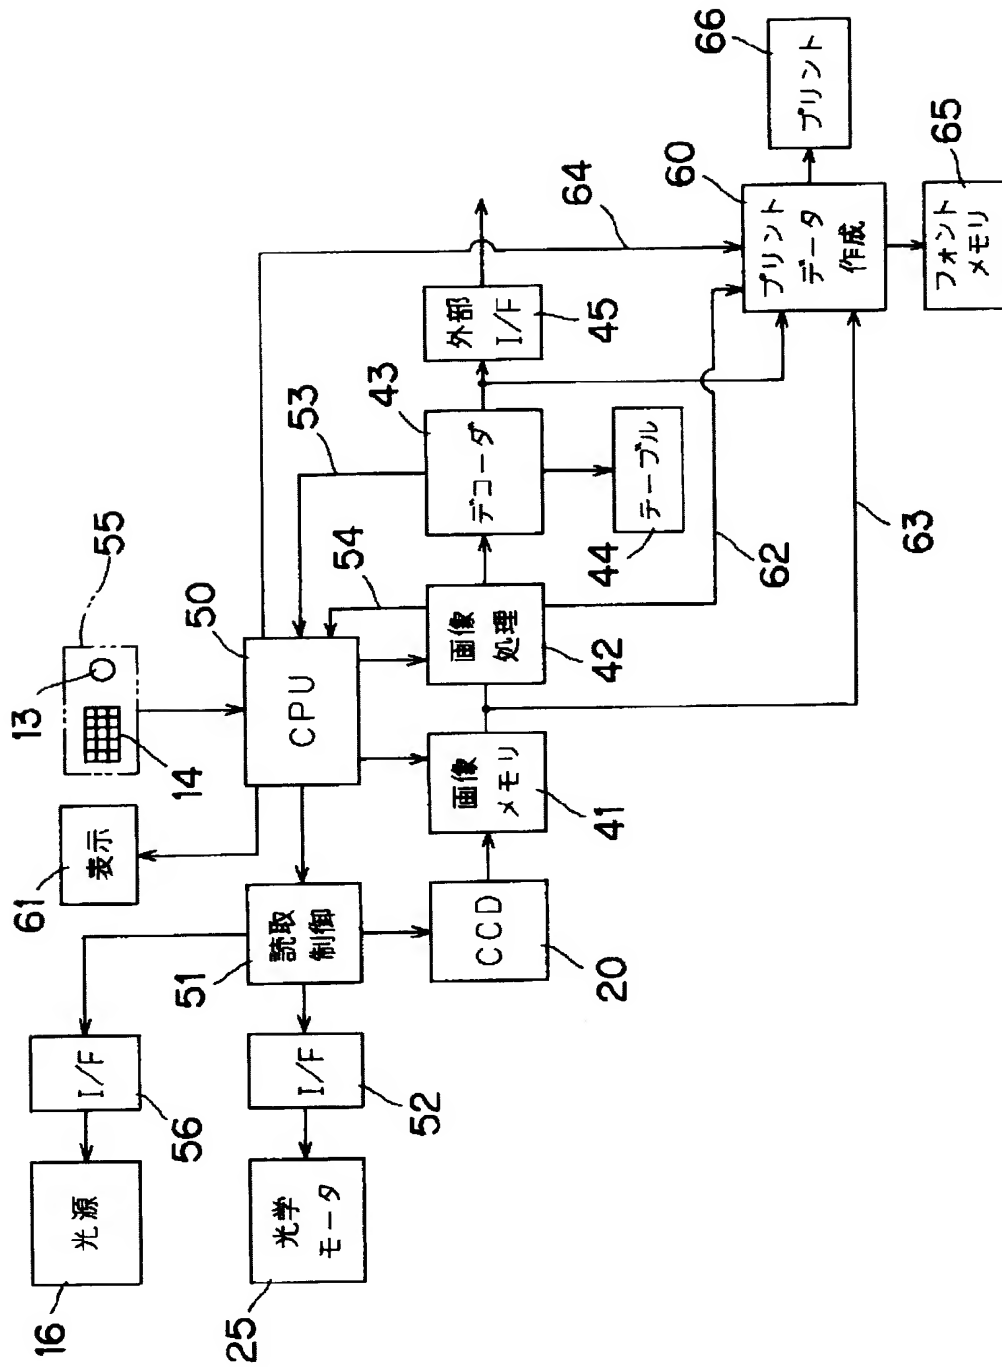 66
プリント
65
60
プリント
データ
作成
フォント
メモリ
64
外部
I/F
45
43
デコーダ
53
テーブル
44
62
63
55
54
50
13
14
CPU
画像
処理
42
画像
メモリ
41
61
表示
51
読取
制御
CCD
20
I/F
56
I/F
52
光源
16
光学
モータ
25